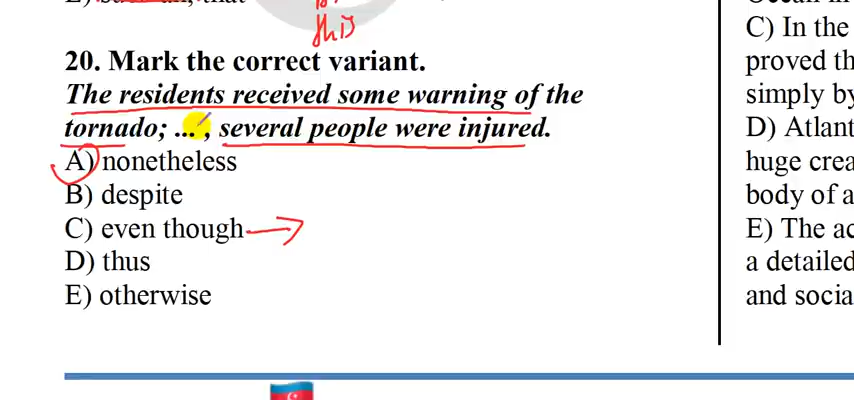 that
20. Mark the correct variant.
The residents received some warning of the
tornado; ... , several people were injured.
A) nonetheless
B) despite
C) even though
D) thus
E) otherwise
C) In the
proved th
simply by
D) Atlant
huge crea
body of a
E) The ac
a detailed
and socia